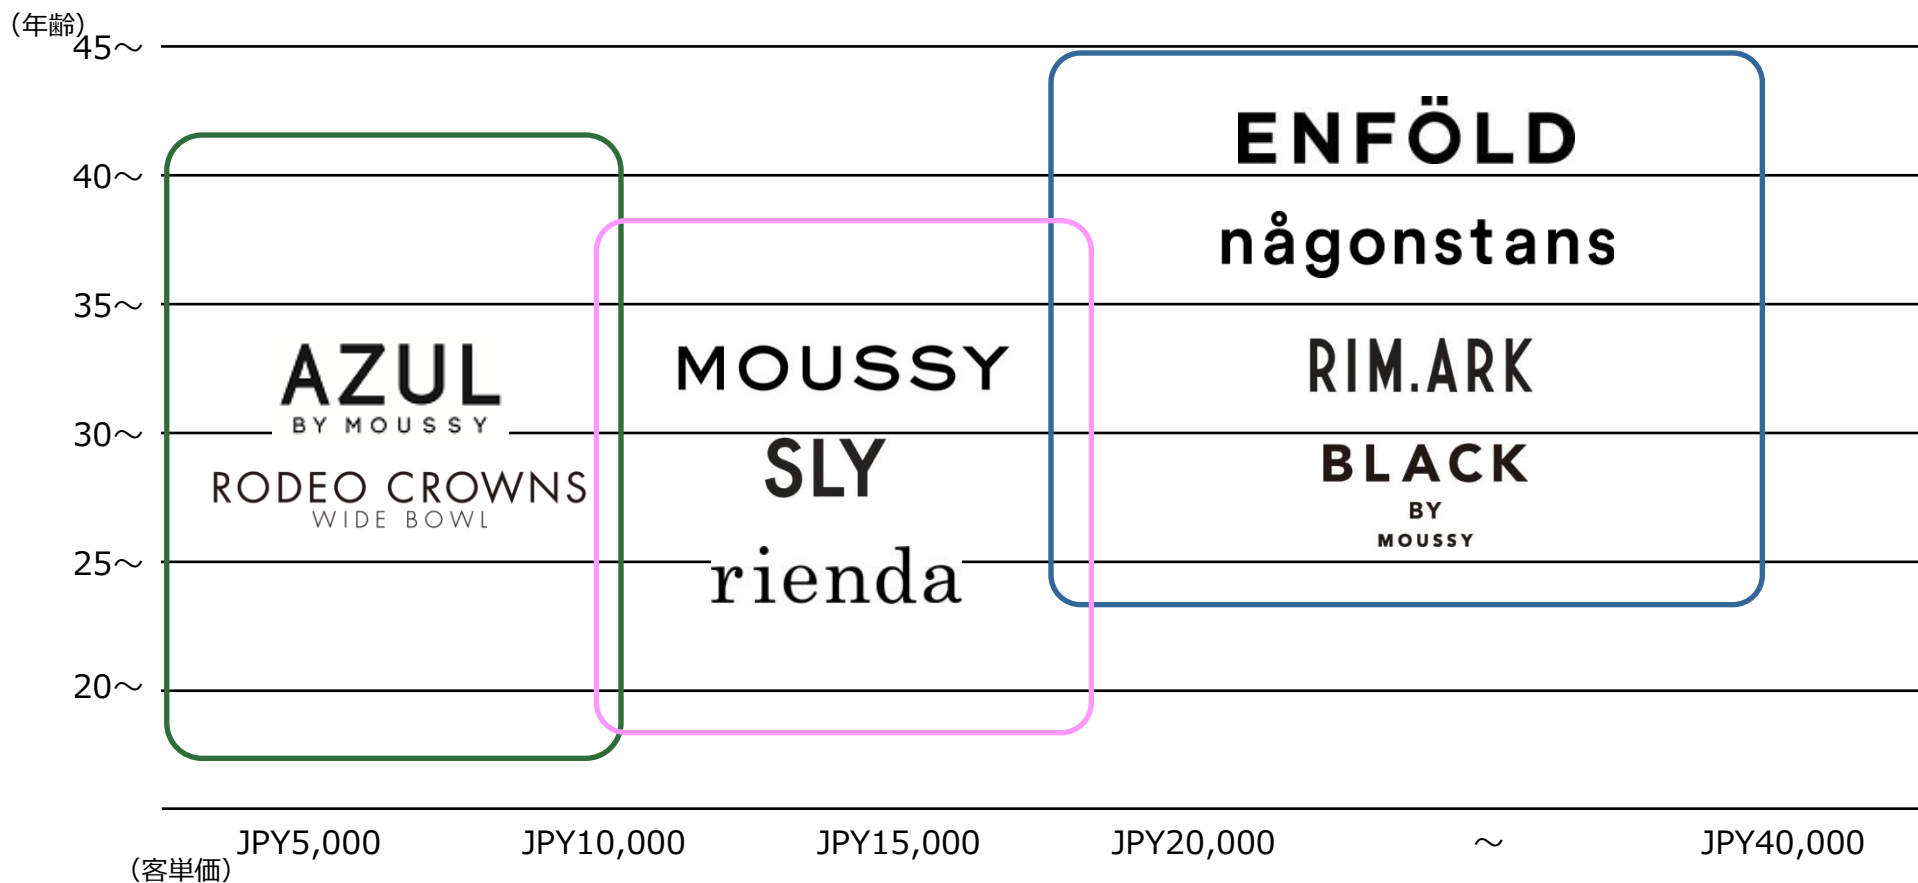 （年齢）
45～
40～
35～
30～
25～
20～
ENFÖLD
någonstans
AZUL
BY MOUSSY
MOUSSY
RIM.ARK
RODEO CROWNS
WIDE BOWL
SLY
BLACK
BY
MOUSSY
rienda
JPY5,000 JPY10,000 JPY15,000 JPY20,000 ～ JPY40,000
（客単価）